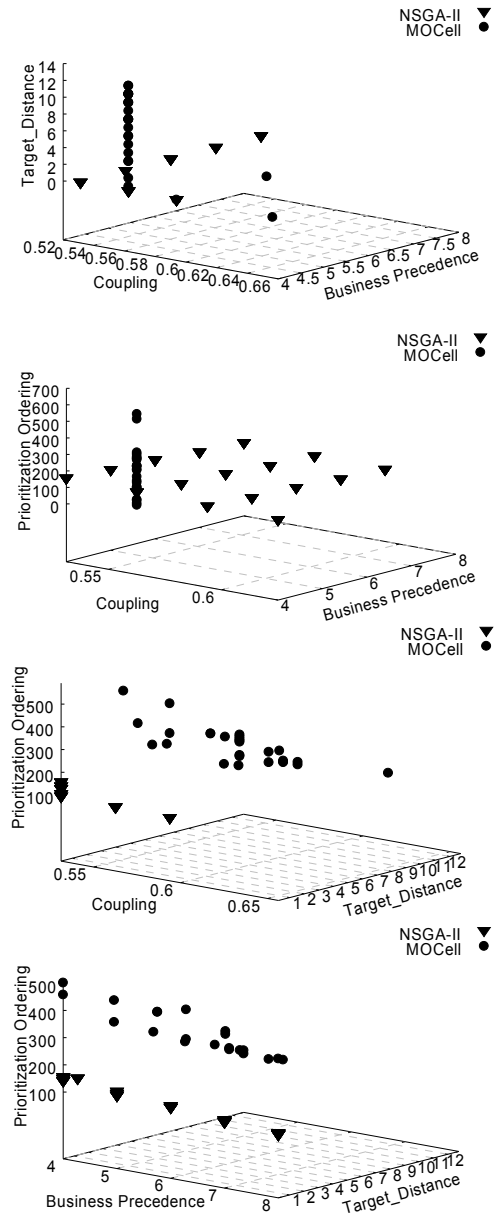 NSGA-II
MOCell
14
12
10
8
6
4
2
0
Target_Distance
0.52
0.54
0.56
0.58
0.6
0.62
0.64
0.66
Coupling
4
4.5
5
5.5
6
6.5
7
7.5
8
Business Precedence
NSGA-II
MOCell
700
600
500
400
300
200
100
0
Prioritization Ordering
0.55
0.6
Coupling
4
5
6
7
8
Business Precedence
NSGA-II
MOCell
500
400
300
200
100
Prioritization Ordering
0.55
0.6
0.65
Coupling
1 2 3 4 5 6 7 8 9 10 11 12
Target_Distance
NSGA-II
MOCell
500
400
300
200
100
Prioritization Ordering
4
5
6
7
8
Business Precedence
1 2 3 4 5 6 7 8 9 10 11 12
Target_Distance